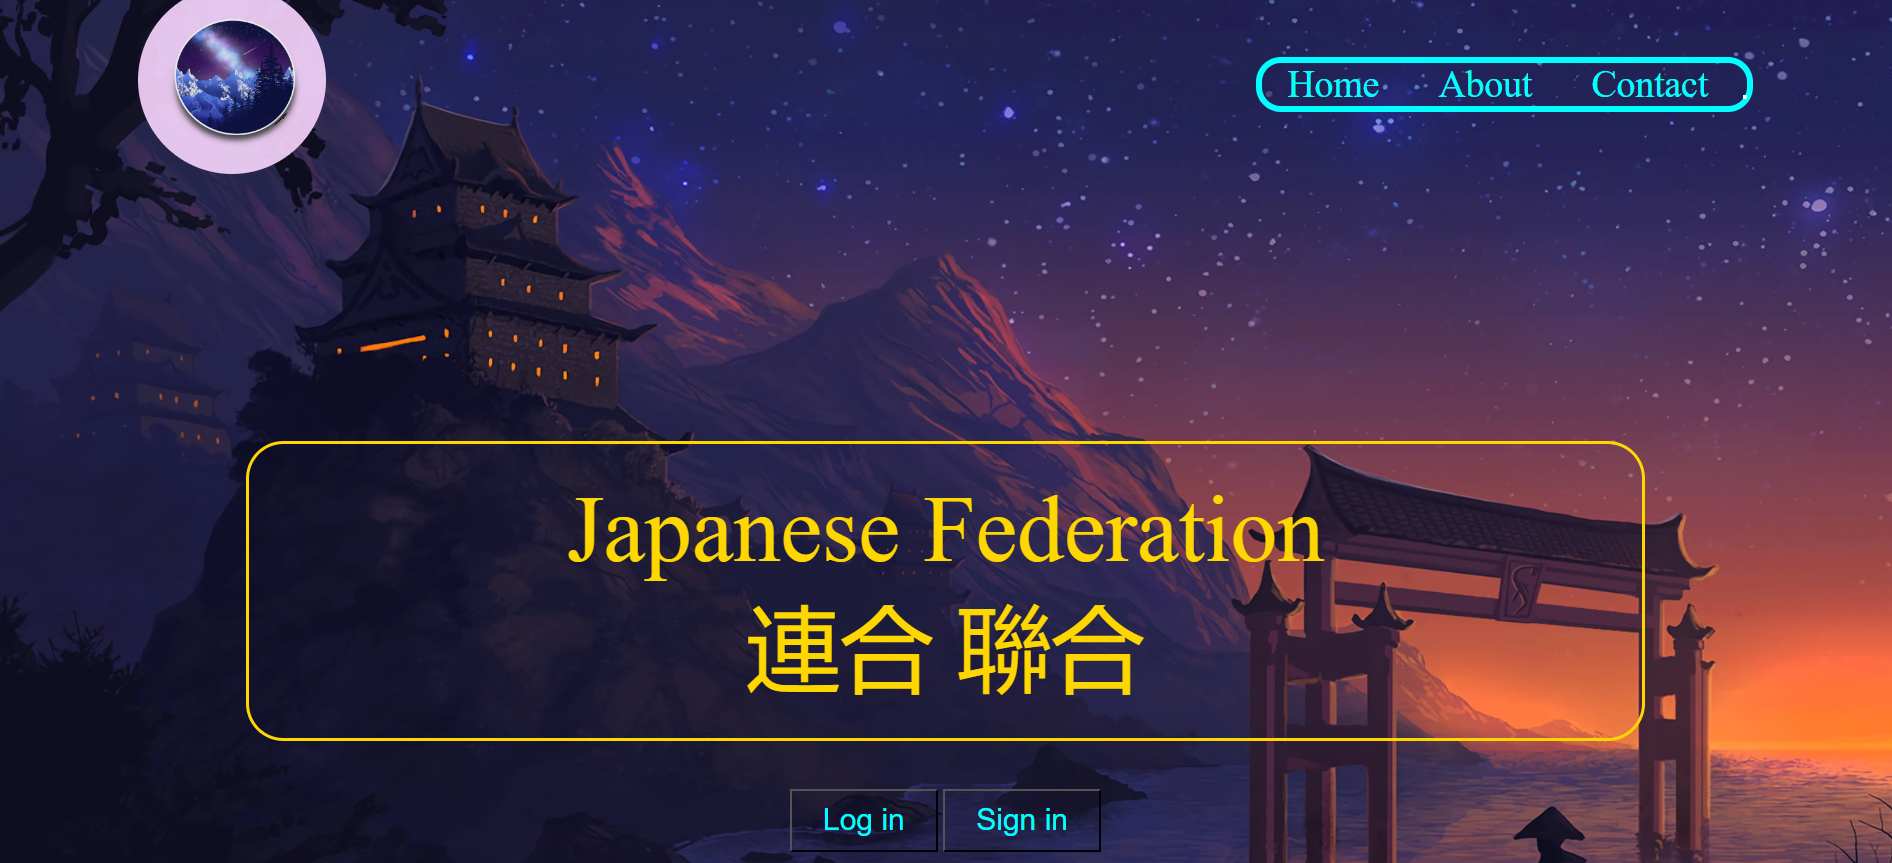 Home About Contact
Japanese Federation
連合 聯合
Log in Sign in